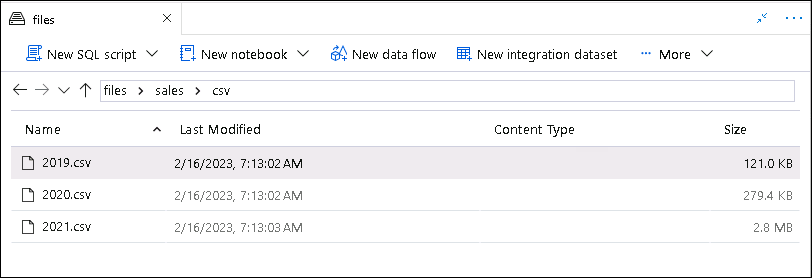 files
New SQL script New notebook New data flow New integration dataset More
files sales csv
Name Last Modified Content Type Size
2019.csv 2/16/2023, 7:13:02 AM 121.0 KB
2020.csv 2/16/2023, 7:13:02 AM 279.4 KB
2021.csv 2/16/2023, 7:13:03 AM 2.8 MB